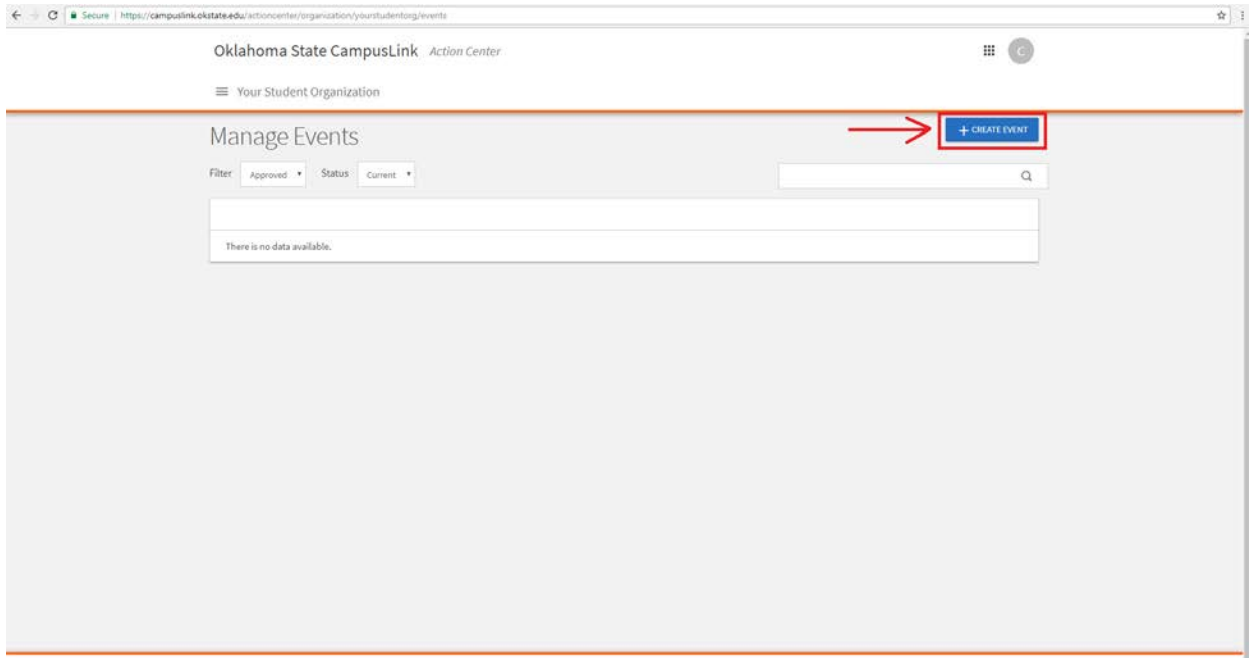 Secure | https://campuslink.okstate.edu/actioncenter/organization/yourstudentorg/events
Oklahoma State CampusLink Action Center
C
Your Student Organization
Manage Events
+ CREATE EVENT
Filter Approved Status Current
There is no data available.